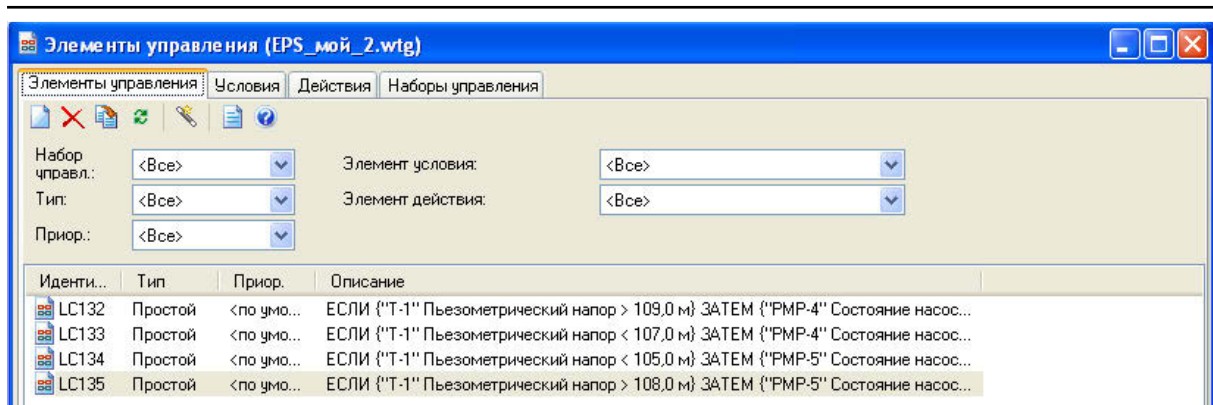 Элементы управления (EPS_мой_2.wtg)
Элементы управления Условия Действия Наборы управления
Набор управл.: <Все> Элемент условия: <Все>
Тип: <Все> Элемент действия: <Все>
Приор.: <Все>
Иденти... Тип Приор. Описание
LC132 Простой <по умо... ЕСЛИ {"T-1" Пьезометрический напор > 109,0 м} ЗАТЕМ {"PMP-4" Состояние насос...
LC133 Простой <по умо... ЕСЛИ {"T-1" Пьезометрический напор < 107,0 м} ЗАТЕМ {"PMP-4" Состояние насос...
LC134 Простой <по умо... ЕСЛИ {"T-1" Пьезометрический напор < 105,0 м} ЗАТЕМ {"PMP-5" Состояние насос...
LC135 Простой <по умо... ЕСЛИ {"T-1" Пьезометрический напор > 108,0 м} ЗАТЕМ {"PMP-5" Состояние насос...